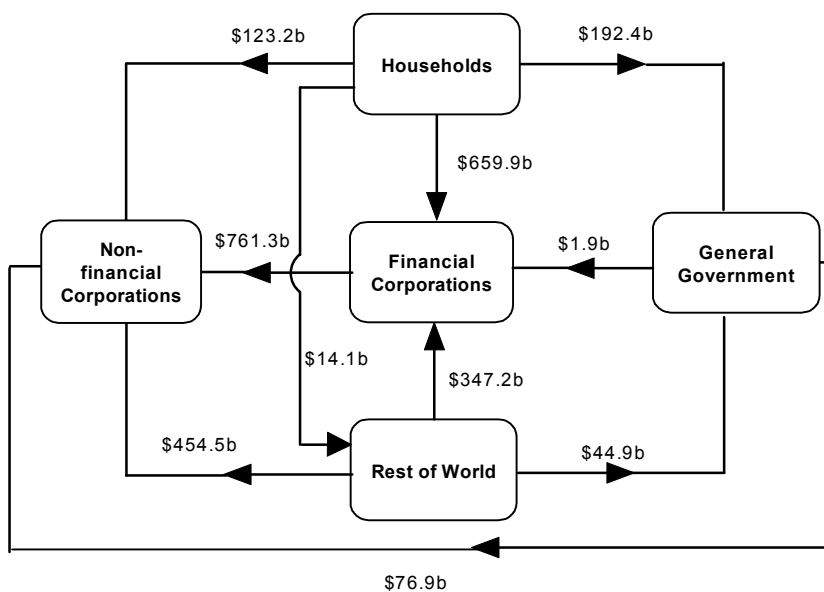 $123.2b
$192.4b
Households
$659.9b
Non-
financial
Corporations
$761.3b
Financial
Corporations
$1.9b
General
Government
$14.1b
$347.2b
$454.5b
Rest of World
$44.9b
$76.9b